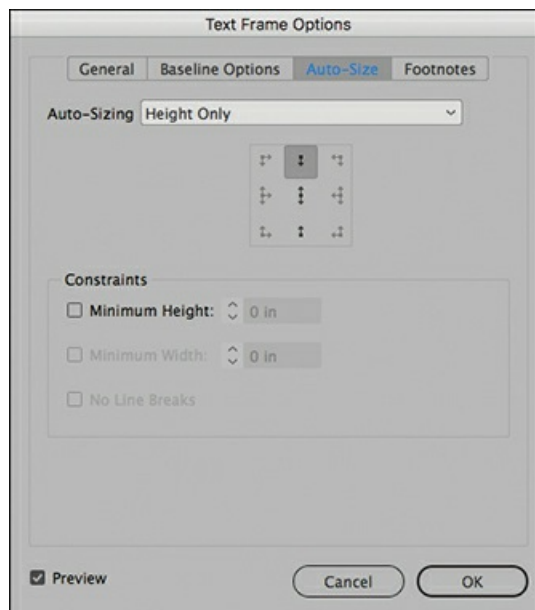 Text Frame Options
General Baseline Options Auto-Size Footnotes
Auto-Sizing Height Only
Constraints
Minimum Height: 0 in
Minimum Width: 0 in
No Line Breaks
Preview Cancel OK